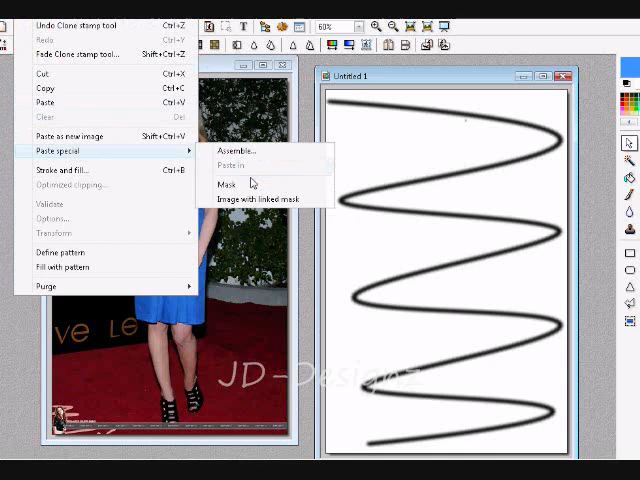 Undo Clone stamp tool Ctrl+Z
Redo Ctrl+Z
Fade Clone stamp tool... Shift+Ctrl+Z
Cut Ctrl+X
Copy Ctrl+C
Paste Ctrl+V
Clear Del
Paste as new image Shift+Ctrl+V
Paste special
Stroke and fill... Ctrl+B
Optimized clipping...
Validate
Options...
Transform
Define pattern
Fill with pattern
Purge
Assemble...
Paste in
Mask
Image with linked mask
T
60%
Untitled 1
VE LO
JD-Designz